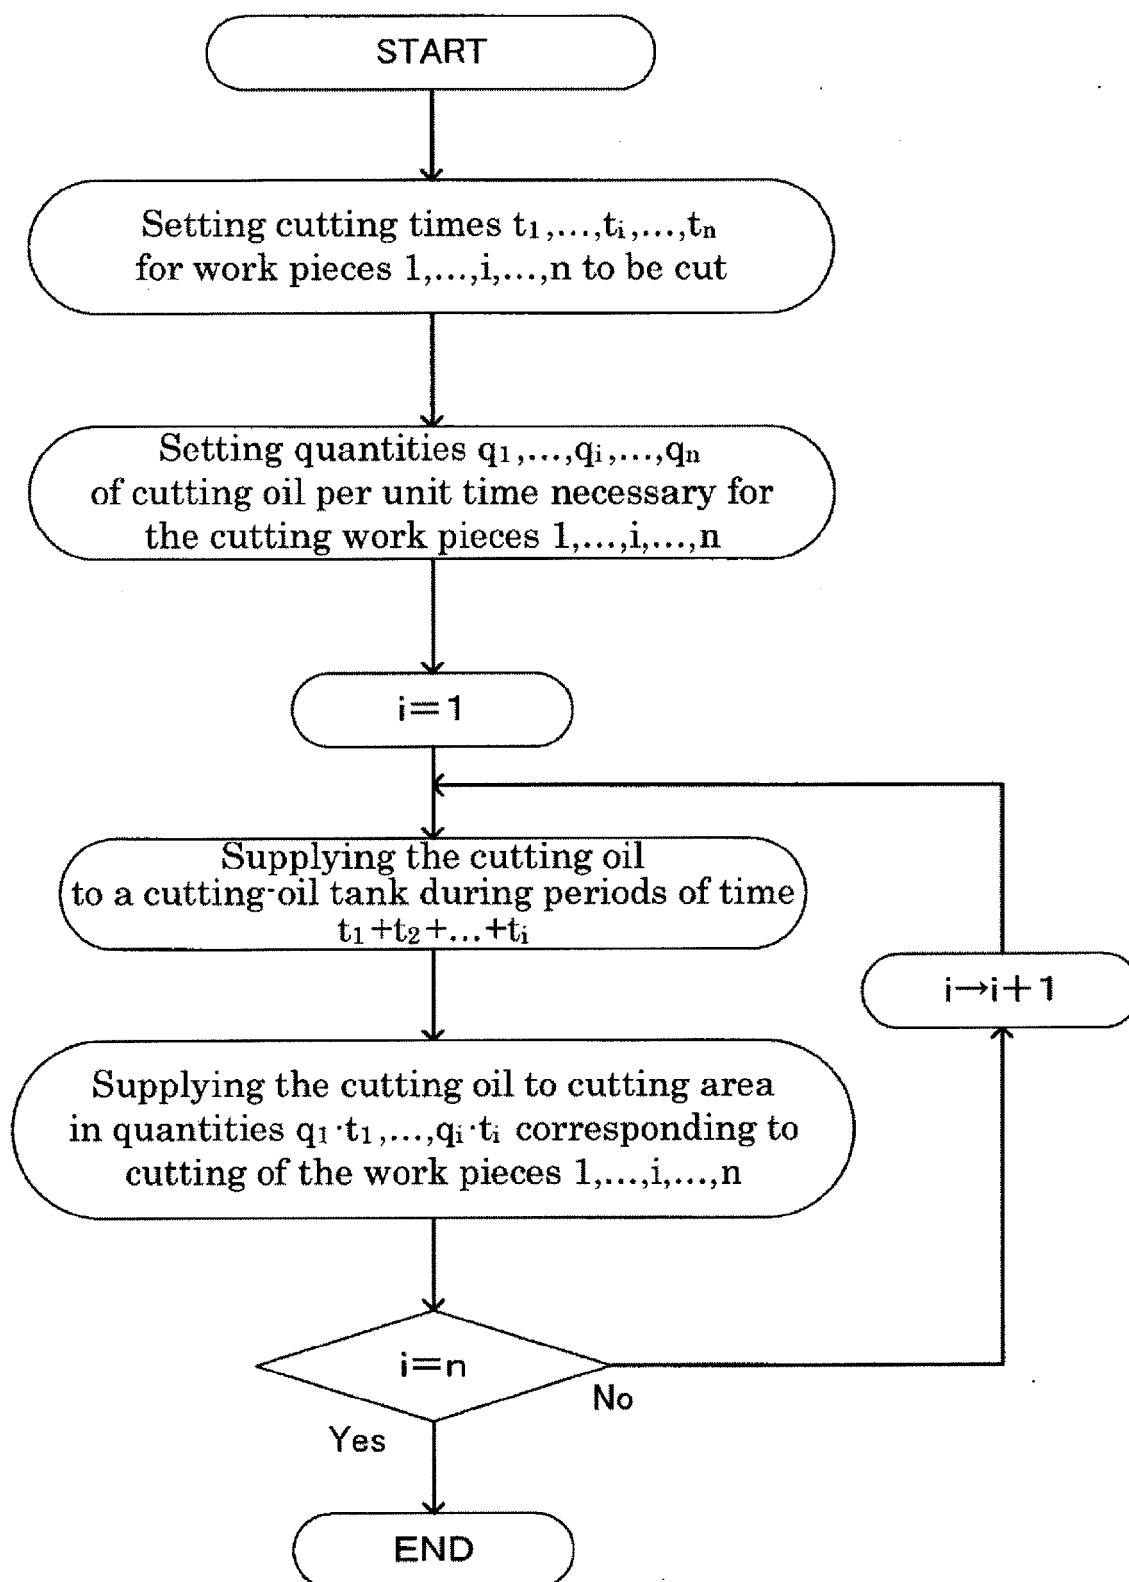 START
Setting cutting times t₁,...,tᵢ,...,tₙ
for work pieces 1,...,i,...,n to be cut
Setting quantities q₁,...,qᵢ,...,qₙ
of cutting oil per unit time necessary for
the cutting work pieces 1,...,i,...,n
i=1
Supplying the cutting oil
to a cutting-oil tank during periods of time
t₁+t₂+...+tᵢ
i→i+1
Supplying the cutting oil to cutting area
in quantities q₁·t₁,...,qᵢ·tᵢ corresponding to
cutting of the work pieces 1,...,i,...,n
i=n
No
Yes
END